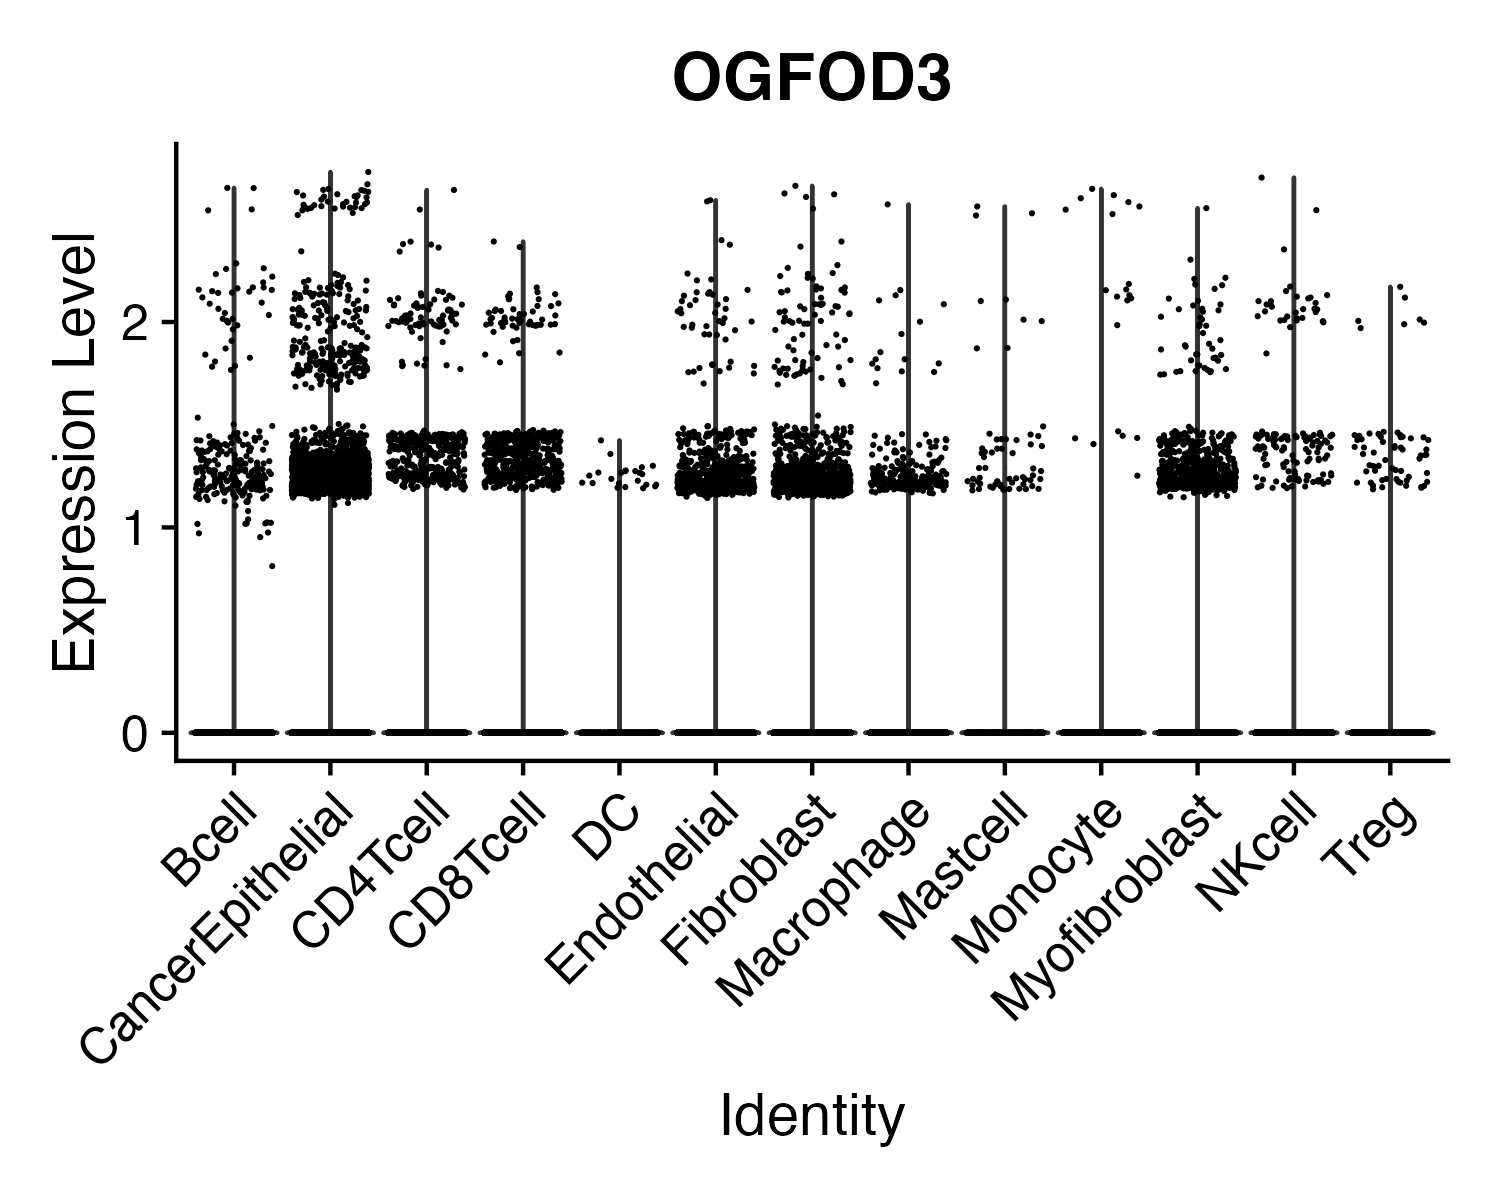 OGFOD3
Expression Level
2
1
0
Bcell
CancerEpithelial
CD4Tcell
CD8Tcell
DC
Endothelial
Fibroblast
Macrophage
Mastcell
Monocyte
Myofibroblast
NKcell
Treg
Identity